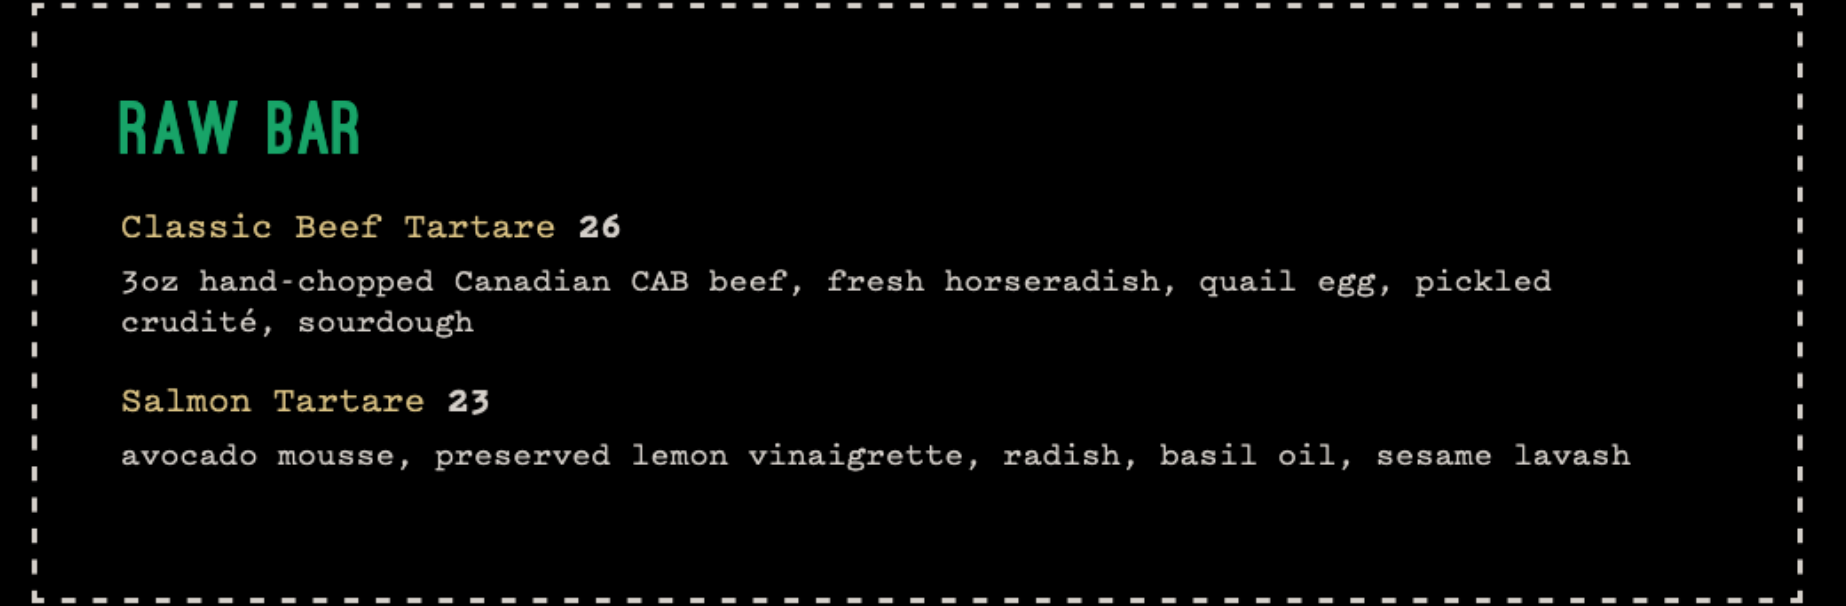 RAW BAR
Classic Beef Tartare 26
3oz hand-chopped Canadian CAB beef, fresh horseradish, quail egg, pickled
crudité, sourdough
Salmon Tartare 23
avocado mousse, preserved lemon vinaigrette, radish, basil oil, sesame lavash